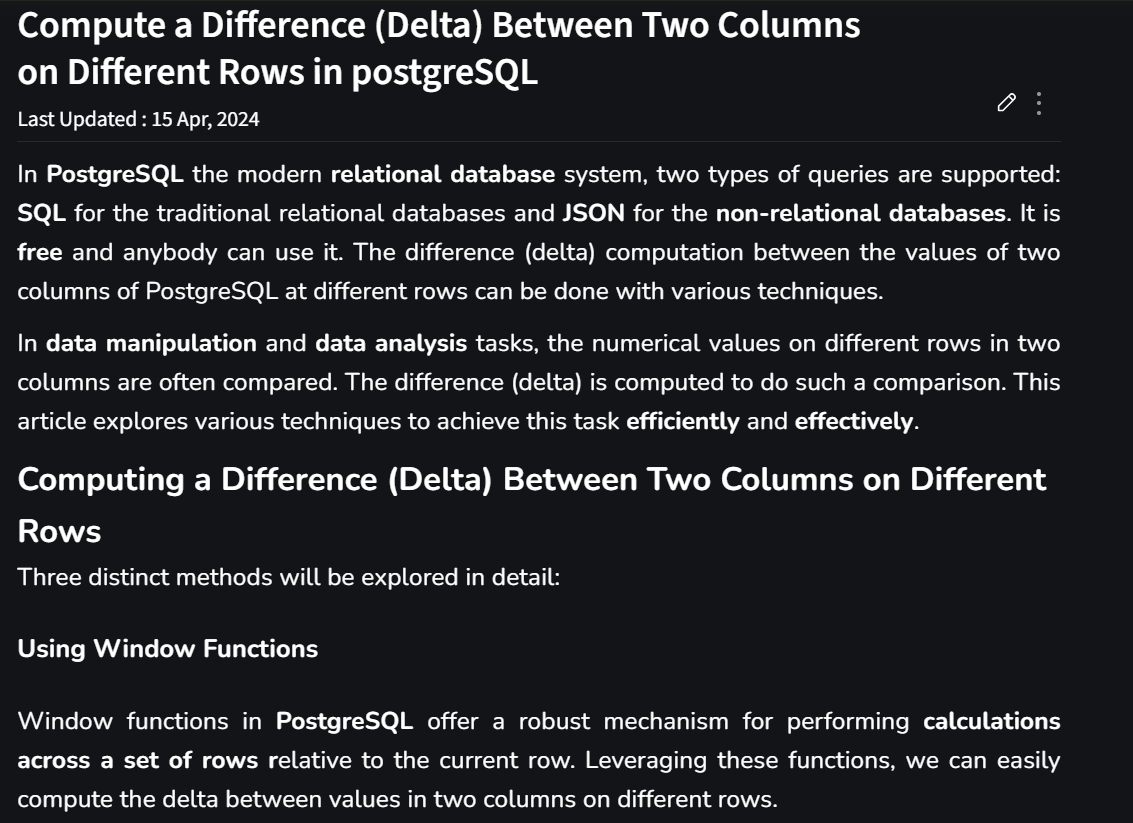 Compute a Difference (Delta) Between Two Columns
on Different Rows in postgreSQL
Last Updated : 15 Apr, 2024
In PostgreSQL the modern relational database system, two types of queries are supported:
SQL for the traditional relational databases and JSON for the non-relational databases. It is
free and anybody can use it. The difference (delta) computation between the values of two
columns of PostgreSQL at different rows can be done with various techniques.
In data manipulation and data analysis tasks, the numerical values on different rows in two
columns are often compared. The difference (delta) is computed to do such a comparison. This
article explores various techniques to achieve this task efficiently and effectively.
Computing a Difference (Delta) Between Two Columns on Different
Rows
Three distinct methods will be explored in detail:
Using Window Functions
Window functions in PostgreSQL offer a robust mechanism for performing calculations
across a set of rows relative to the current row. Leveraging these functions, we can easily
compute the delta between values in two columns on different rows.